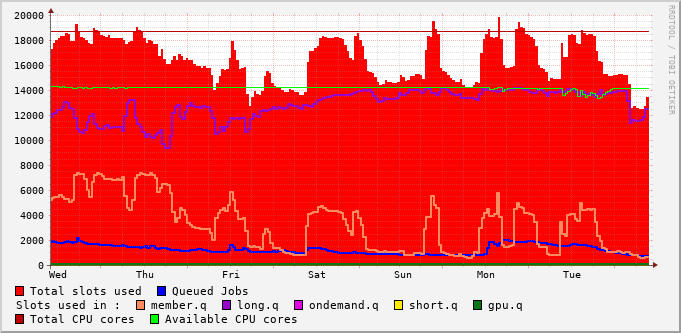 20000
18000
16000
14000
12000
10000
8000
6000
4000
2000
0
Wed Thu Fri Sat Sun Mon Tue
RRDTOOL / TOBI OETIKER
Total slots used Queued Jobs
Slots used in : member.q long.q ondemand.q short.q gpu.q
Total CPU cores Available CPU cores